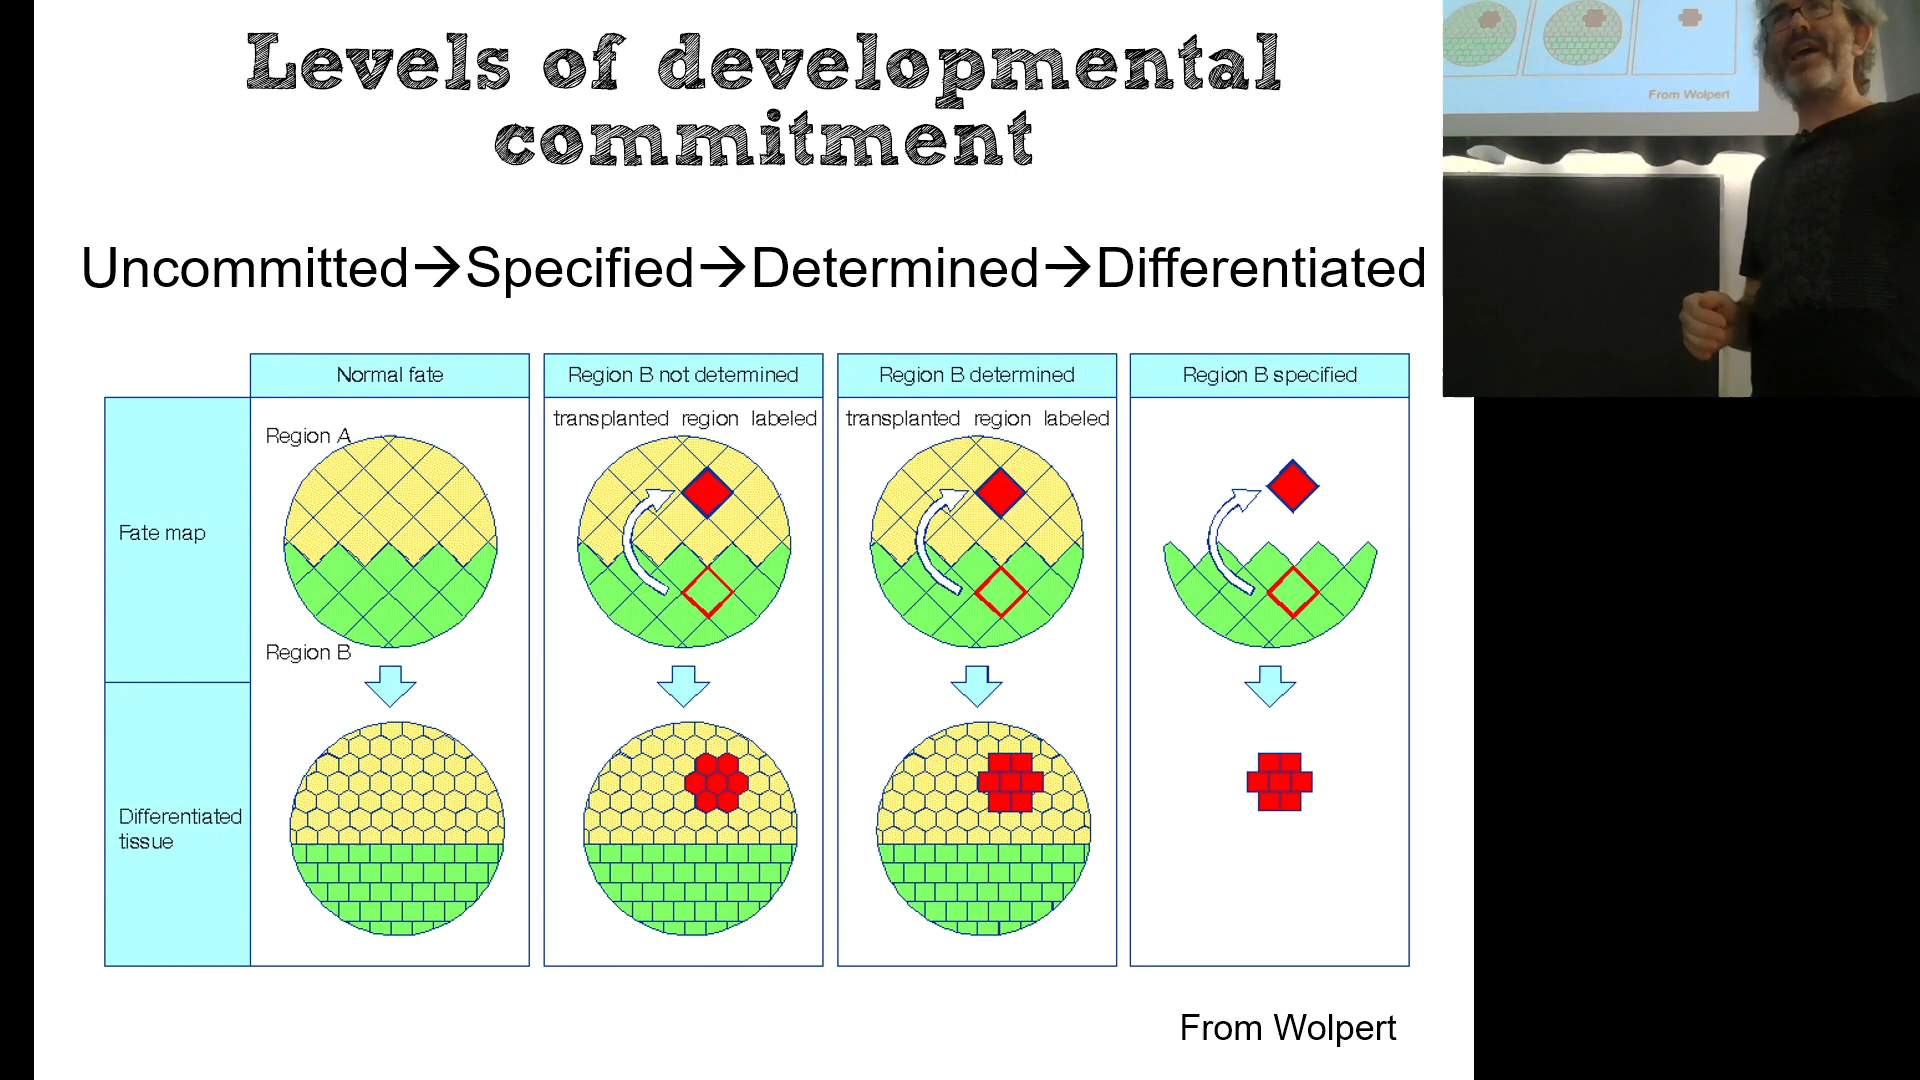 Levels of developmental
commitment
Uncommitted→Specified→Determined→Differentiated
Normal fate
Region B not determined
Region B determined
Region B specified
transplanted region labeled
transplanted region labeled
Region A
Fate map
Region B
Differentiated
tissue
From Wolpert
From Wolpert